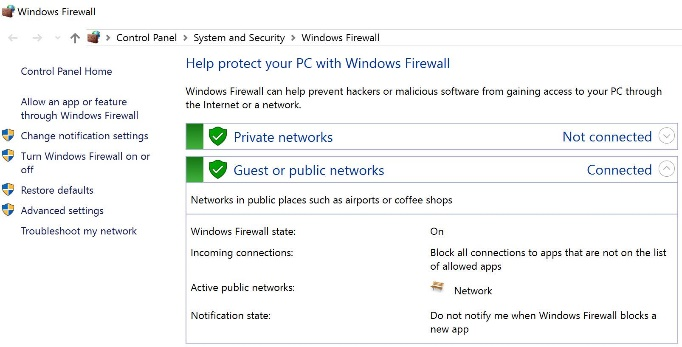 Windows Firewall
Control Panel > System and Security > Windows Firewall
Control Panel Home
Allow an app or feature
through Windows Firewall
Change notification settings
Turn Windows Firewall on or
off
Restore defaults
Advanced settings
Troubleshoot my network
Help protect your PC with Windows Firewall
Windows Firewall can help prevent hackers or malicious software from gaining access to your PC through
the Internet or a network.
Private networks Not connected
Guest or public networks Connected
Networks in public places such as airports or coffee shops
Windows Firewall state: On
Incoming connections: Block all connections to apps that are not on the list
of allowed apps
Active public networks: Network
Notification state: Do not notify me when Windows Firewall blocks a
new app